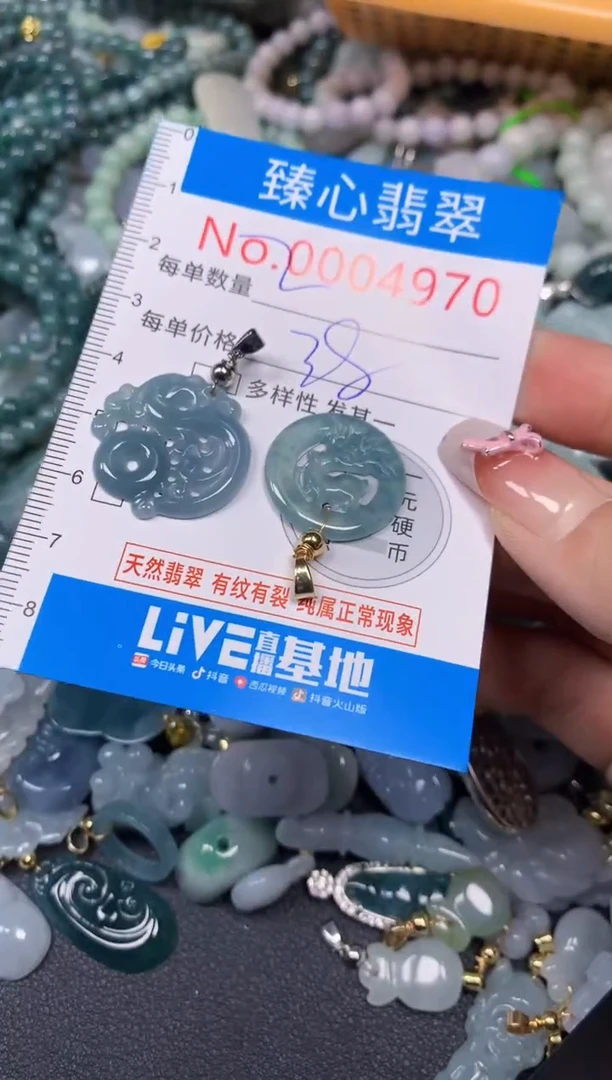 0
1
臻心翡翠
2
No.0004970
每单数量 2
3
每单价格 38
4
多样性 发其一
6
元
硬
币
7
天然翡翠 有纹有裂 纯属正常现象
8
LiVE直播基地
今日头条 抖音 西瓜视频 抖音火山版